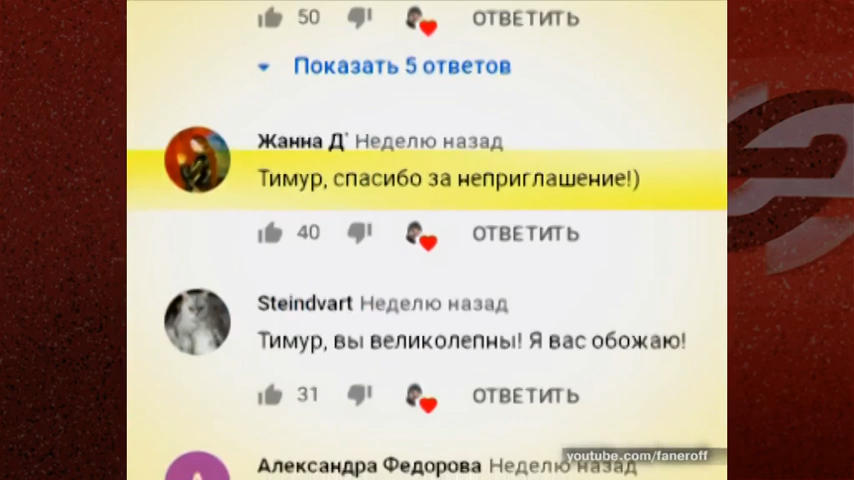 50 ОТВЕТИТЬ
Показать 5 ответов
Жанна Д' Неделю назад
Тимур, спасибо за неприглашение!)
40 ОТВЕТИТЬ
Steindvart Неделю назад
Тимур, вы великолепны! Я вас обожаю!
31 ОТВЕТИТЬ
Александра Федорова Неделю назад
youtube.com/faneroff